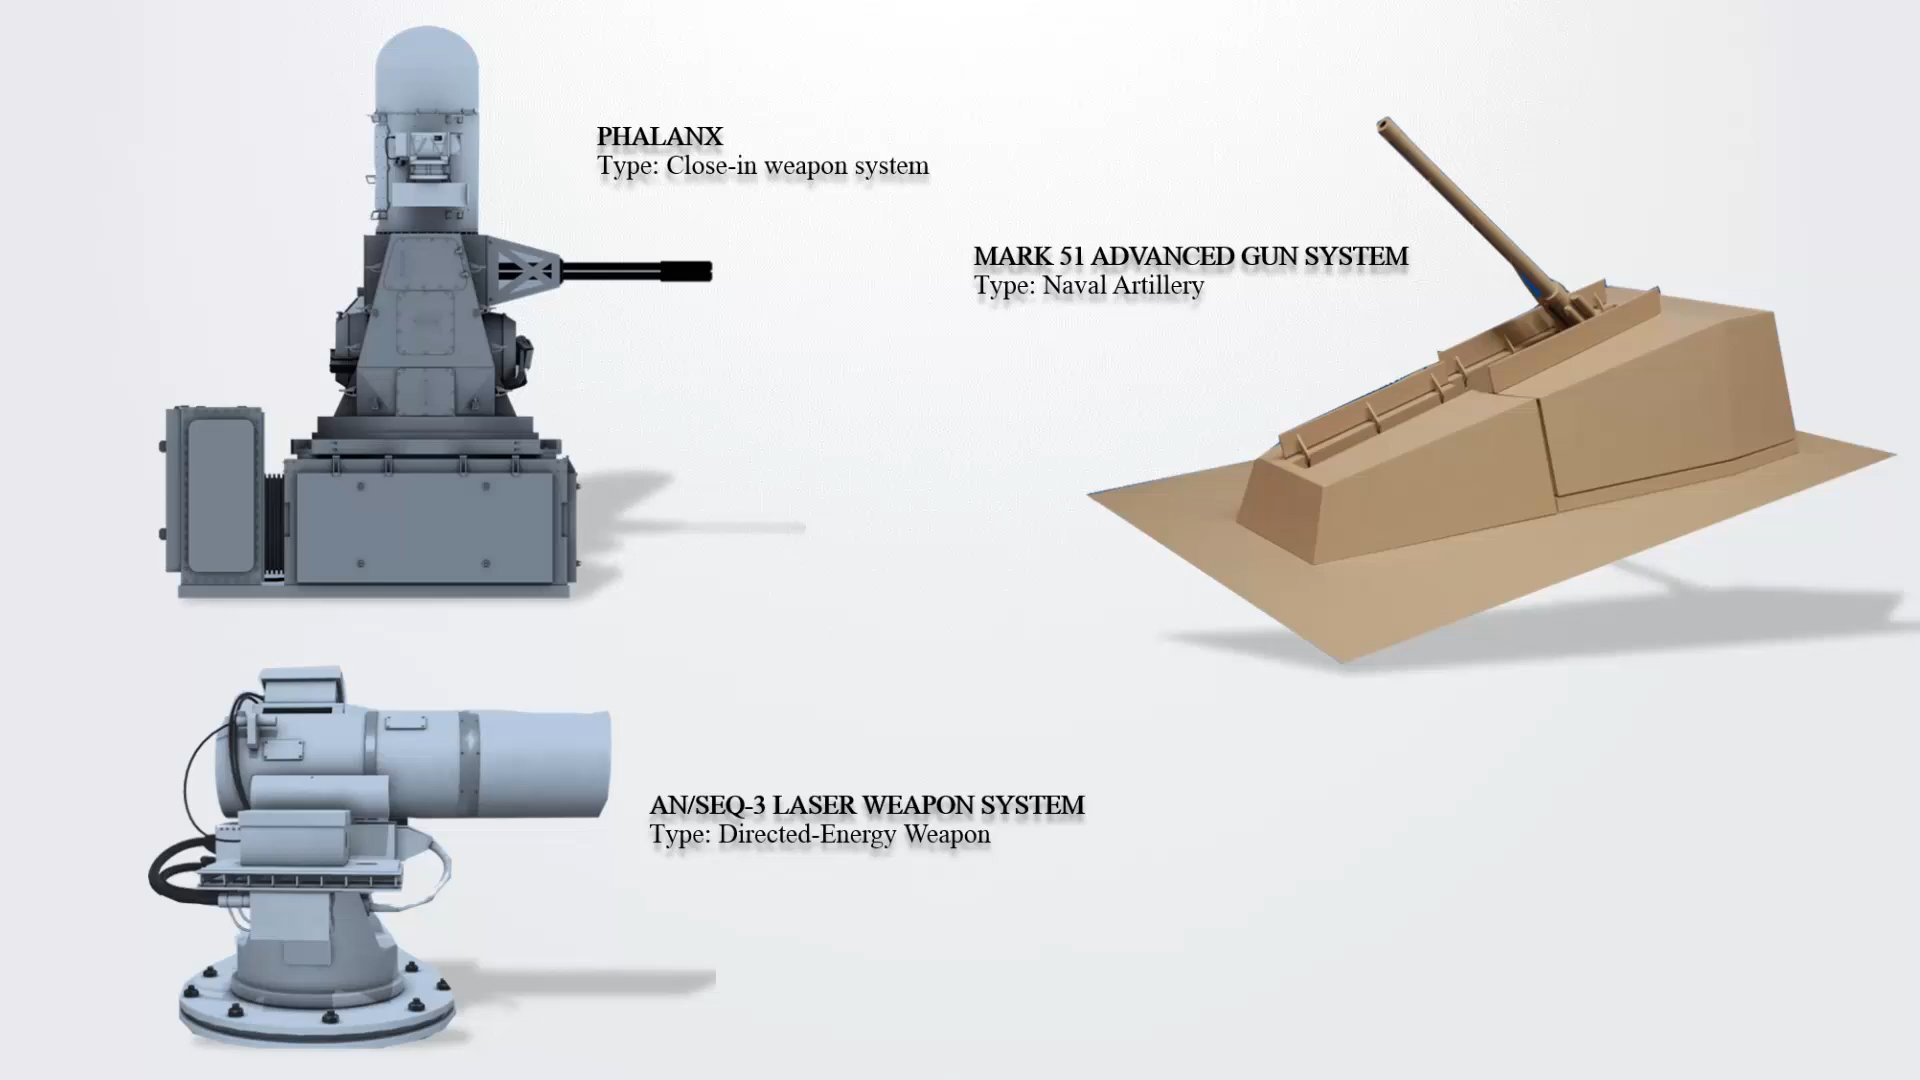 PHALANX
Type: Close-in weapon system
MARK 51 ADVANCED GUN SYSTEM
Type: Naval Artillery
AN/SEQ-3 LASER WEAPON SYSTEM
Type: Directed-Energy Weapon